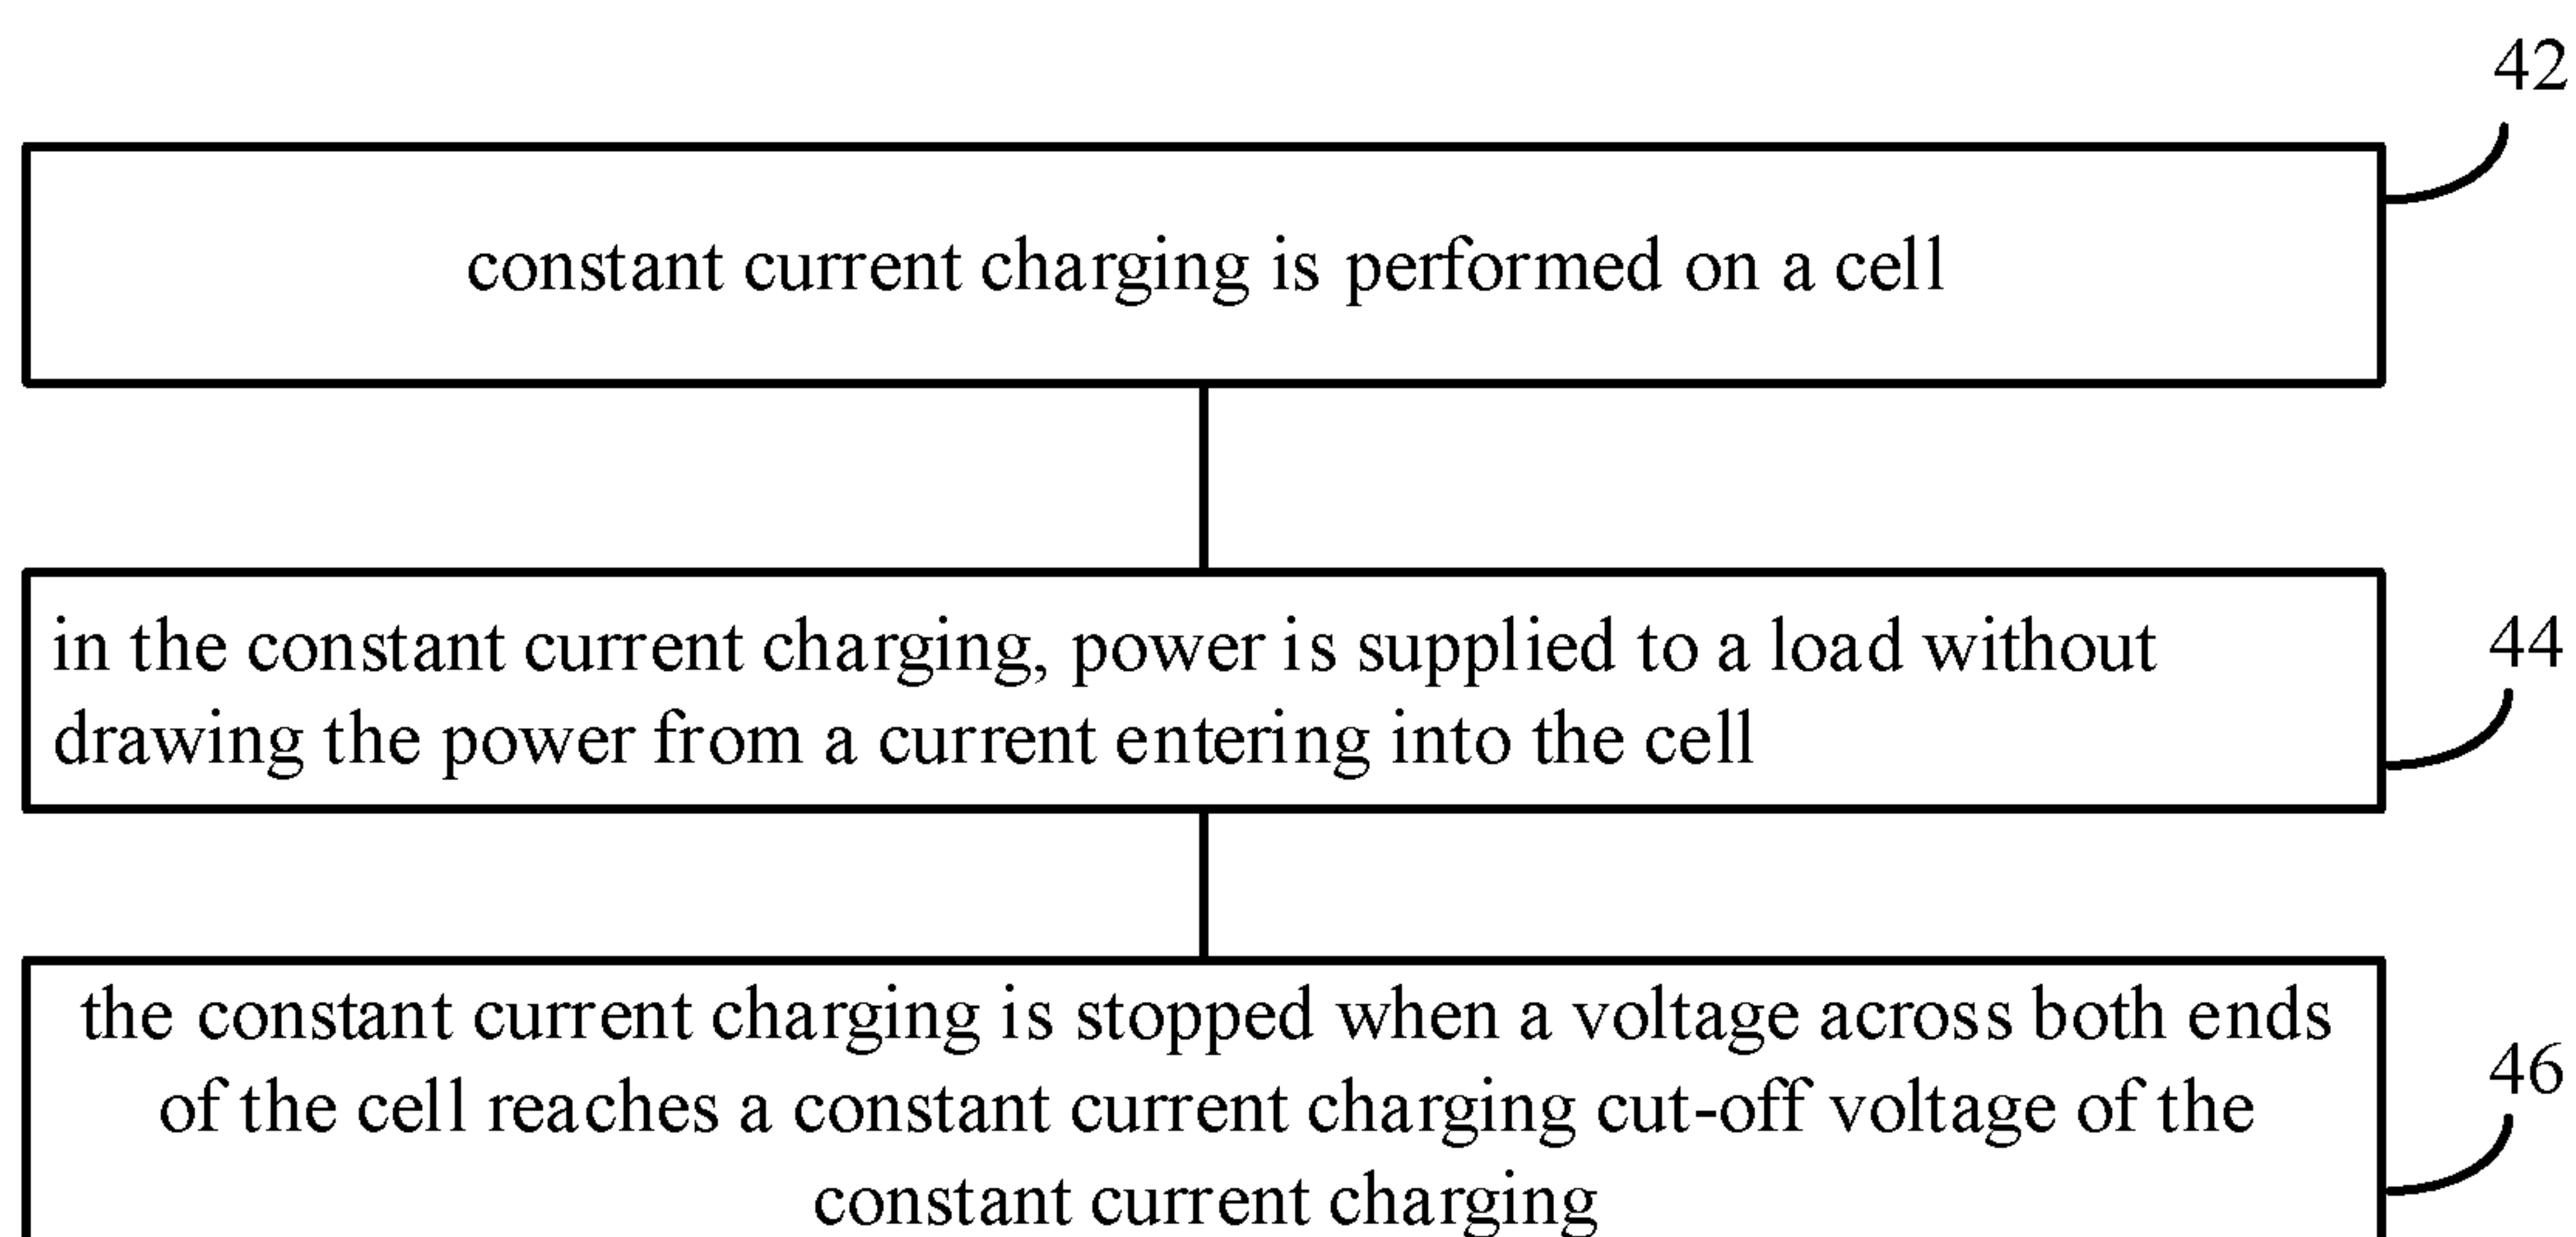 42
constant current charging is performed on a cell
in the constant current charging, power is supplied to a load without
drawing the power from a current entering into the cell
44
the constant current charging is stopped when a voltage across both ends
of the cell reaches a constant current charging cut-off voltage of the
constant current charging
46